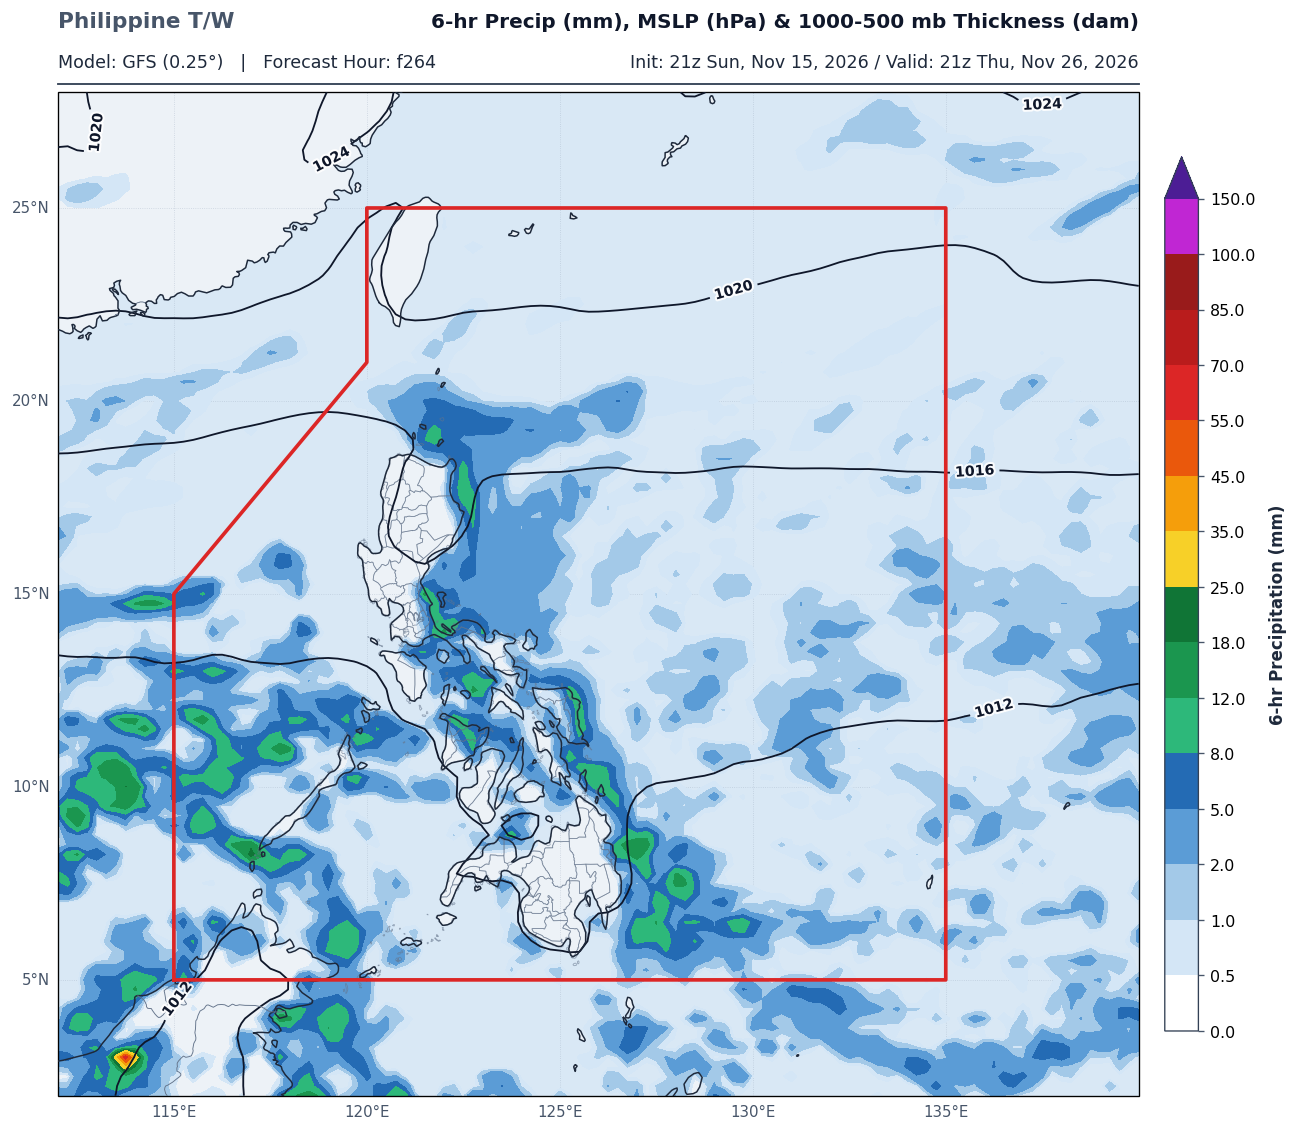 Philippine T/W
6-hr Precip (mm), MSLP (hPa) & 1000-500 mb Thickness (dam)
Model: GFS (0.25°) | Forecast Hour: f264
Init: 21z Sun, Nov 15, 2026 / Valid: 21z Thu, Nov 26, 2026
1020
1024
1024
1020
1016
1012
1012
25°N
20°N
15°N
10°N
5°N
115°E
120°E
125°E
130°E
135°E
150.0
100.0
85.0
70.0
55.0
45.0
35.0
25.0
18.0
12.0
8.0
5.0
2.0
1.0
0.5
0.0
6-hr Precipitation (mm)